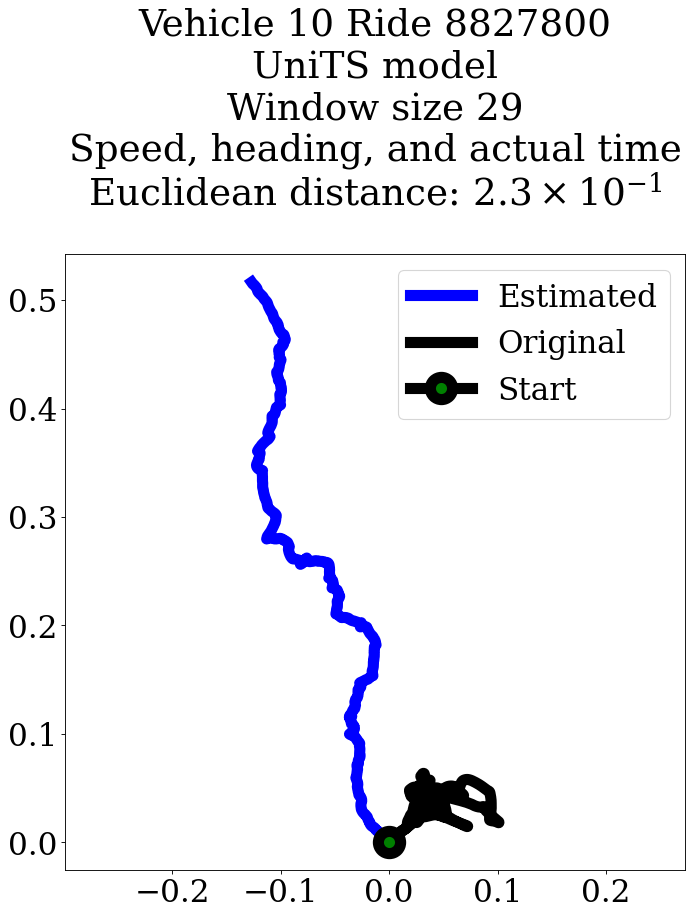 Vehicle 10 Ride 8827800
UniTS model
Window size 29
Speed, heading, and actual time
Euclidean distance: 2.3 × 10⁻¹
Estimated
Original
Start
0.5
0.4
0.3
0.2
0.1
0.0
−0.2 −0.1 0.0 0.1 0.2